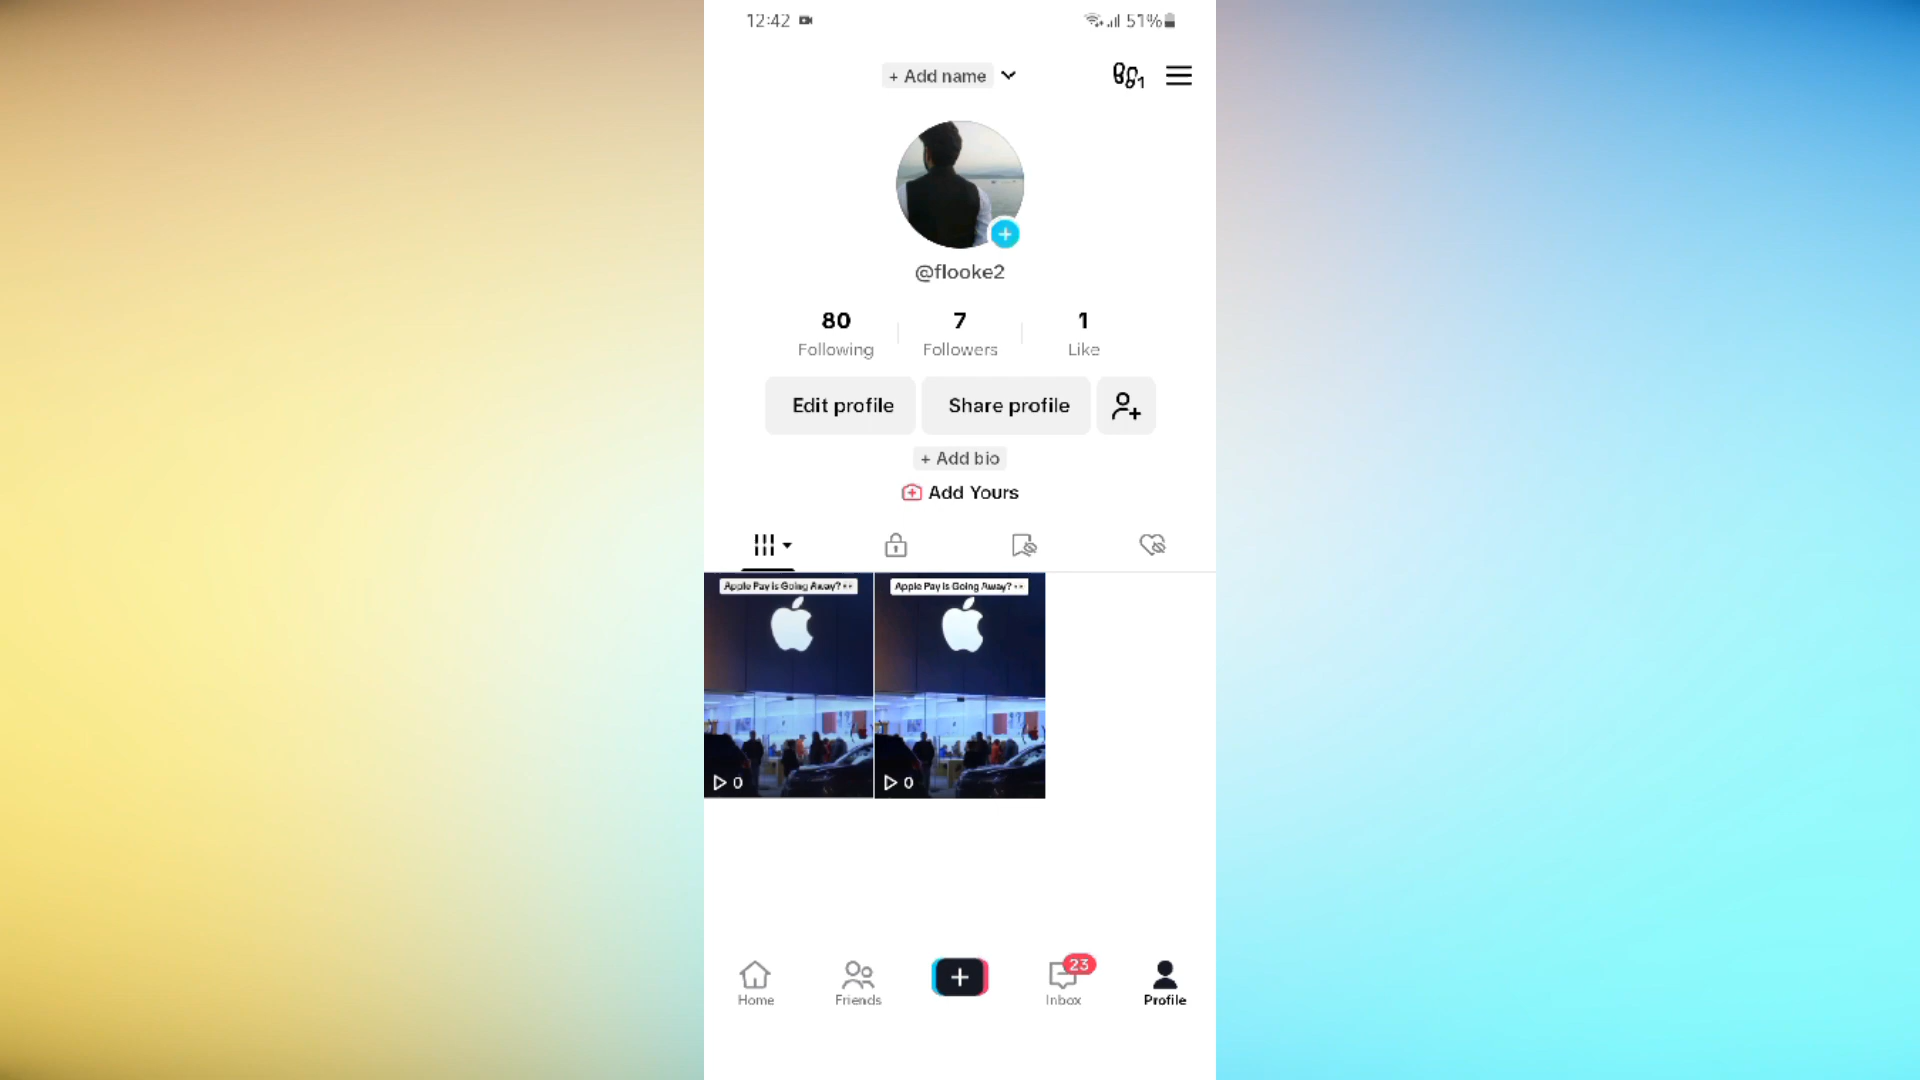 12:42
51%
+ Add name
1
@flooke2
80 7 1
Following Followers Like
Edit profile Share profile
+ Add bio
Add Yours
Apple Pay is Going Away? Apple Pay is Going Away?
0 0
23
Home Friends Inbox Profile